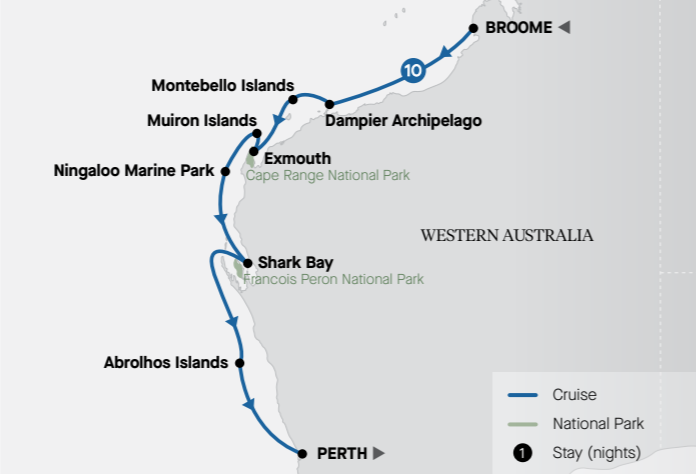 BROOME
10
Montebello Islands
Dampier Archipelago
Muiron Islands
Exmouth
Ningaloo Marine Park
Cape Range National Park
WESTERN AUSTRALIA
Shark Bay
Francois Peron National Park
Abrolhos Islands
Cruise
National Park
PERTH
1 Stay (nights)